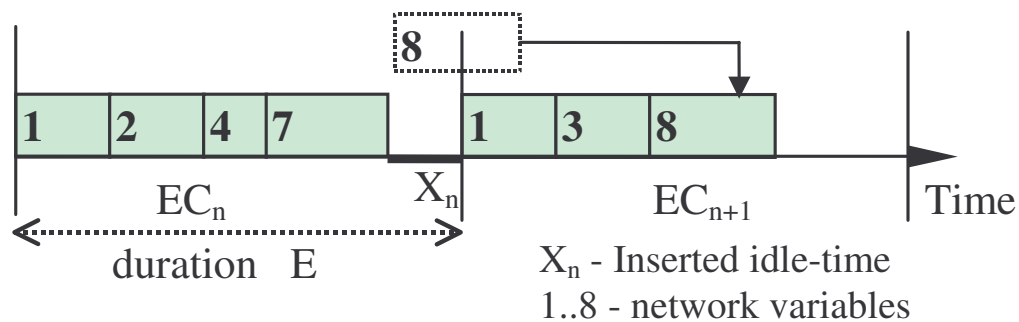 8
1 2 4 7 1 3 8
Xn
ECn ECn+1 Time
duration E
Xn - Inserted idle-time
1..8 - network variables